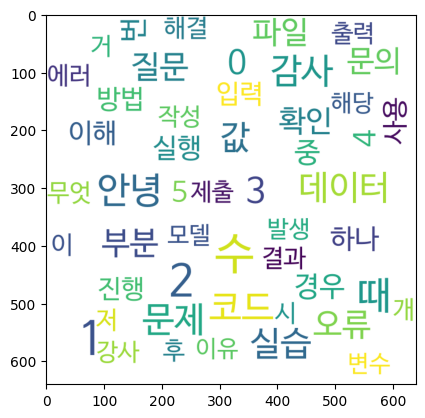 0
거 해결 파일 출력
질문 0 감사 문의
100 에러
방법 입력 해당
작성 확인 사용
200 이해 실행 값 중 4
300 무엇 안녕 5 제출 3 데이터
400 이 부분 모델 수 발생 결과 하나
500 진행 2 코드 시 경우 때 개
1 저 문제 오류
강사 후 이유 실습
600 변수
0 100 200 300 400 500 600